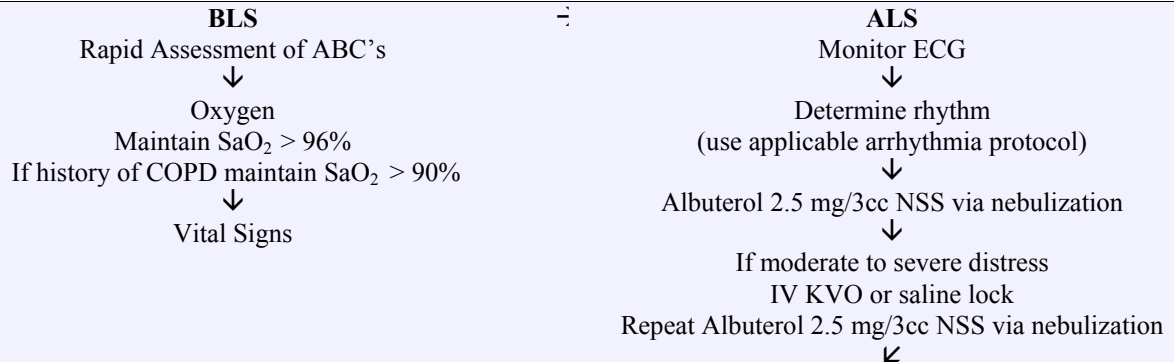 BLS
Rapid Assessment of ABC's
↓
Oxygen
Maintain SaO₂ > 96%
If history of COPD maintain SaO₂ > 90%
↓
Vital Signs
→
ALS
Monitor ECG
↓
Determine rhythm
(use applicable arrhythmia protocol)
↓
Albuterol 2.5 mg/3cc NSS via nebulization
↓
If moderate to severe distress
IV KVO or saline lock
Repeat Albuterol 2.5 mg/3cc NSS via nebulization
↙